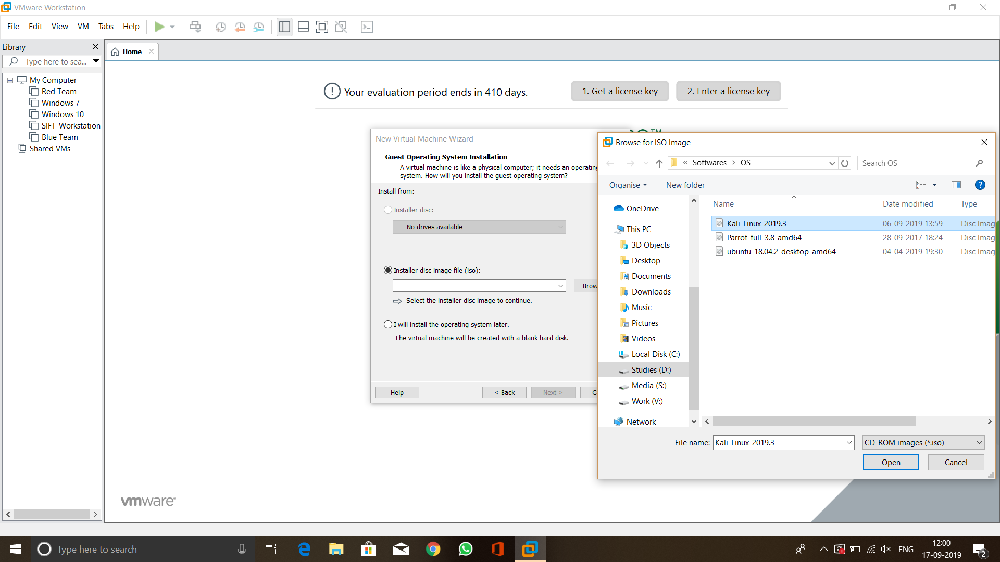 VMware Workstation
File Edit View VM Tabs Help
Library
Type here to sea...
My Computer
Red Team
Windows 7
Windows 10
SIFT-Workstation
Blue Team
Shared VMs
Home
! Your evaluation period ends in 410 days.
1. Get a license key
2. Enter a license key
New Virtual Machine Wizard
Guest Operating System Installation
A virtual machine is like a physical computer; it needs an operating
system. How will you install the guest operating system?
Install from:
Installer disc:
No drives available
Installer disc image file (iso):
Brow
Select the installer disc image to continue.
I will install the operating system later.
The virtual machine will be created with a blank hard disk.
Help
< Back
Next >
Ca
TM
Browse for ISO Image
« Softwares > OS
Search OS
Organise
New folder
?
OneDrive
This PC
3D Objects
Desktop
Documents
Downloads
Music
Pictures
Videos
Local Disk (C:)
Studies (D:)
Media (S:)
Work (V:)
Network
Name Date modified Type
Kali_Linux_2019.3 06-09-2019 13:59 Disc Imag
Parrot-full-3.8_amd64 28-09-2017 18:24 Disc Imag
ubuntu-18.04.2-desktop-amd64 04-04-2019 19:30 Disc Imag
File name: Kali_Linux_2019.3
CD-ROM images (*.iso)
Open
Cancel
vmware
Type here to search
ENG
12:00
17-09-2019
2